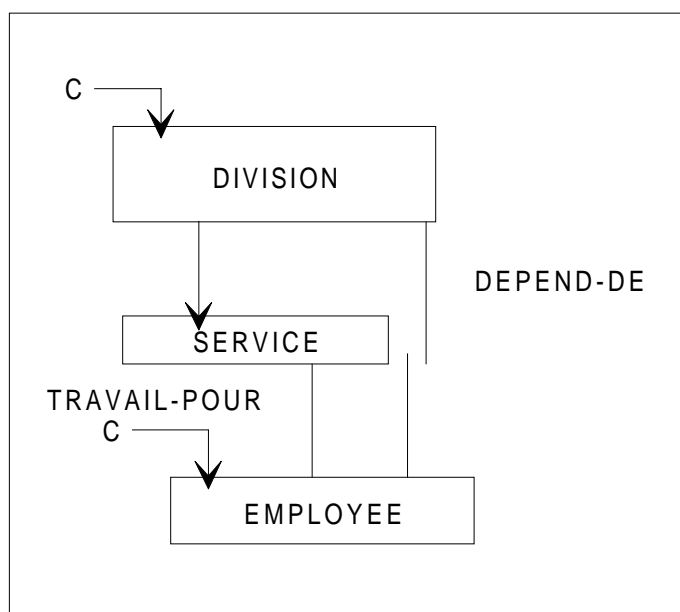 C
DIVISION
DEPEND-DE
SERVICE
TRAVAIL-POUR
C
EMPLOYEE